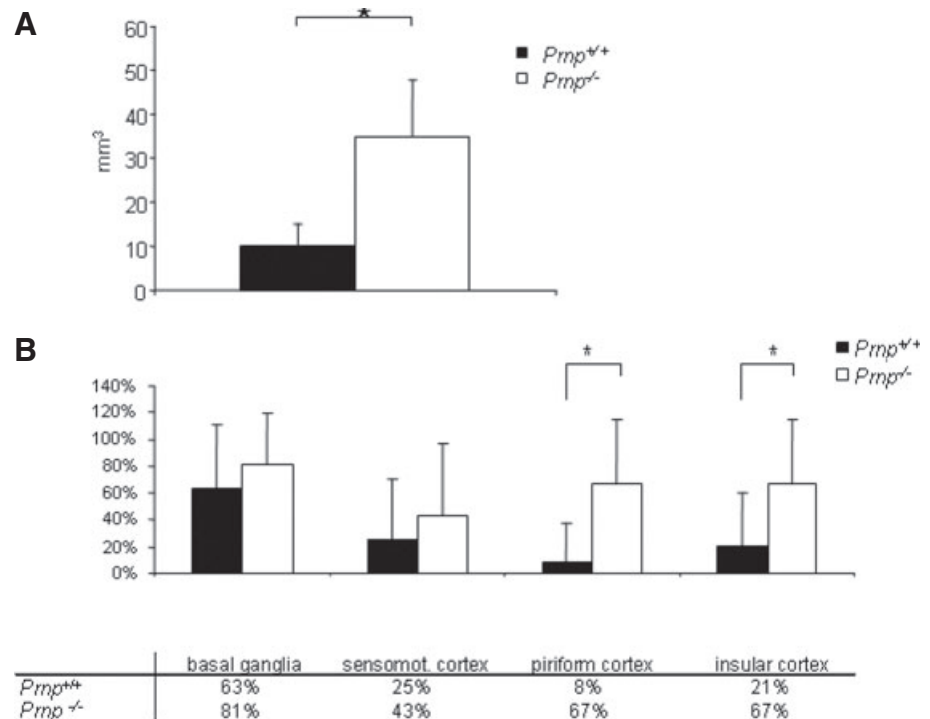 A
*
60
50
40
30
20
10
0
mm³
Prnp+/+
Prnp-/-
B
* *
Prnp+/+
Prnp-/-
140%
120%
100%
80%
60%
40%
20%
0%
basal ganglia sensomot. cortex piriform cortex insular cortex
Prnp+/+ 63% 25% 8% 21%
Prnp -/- 81% 43% 67% 67%